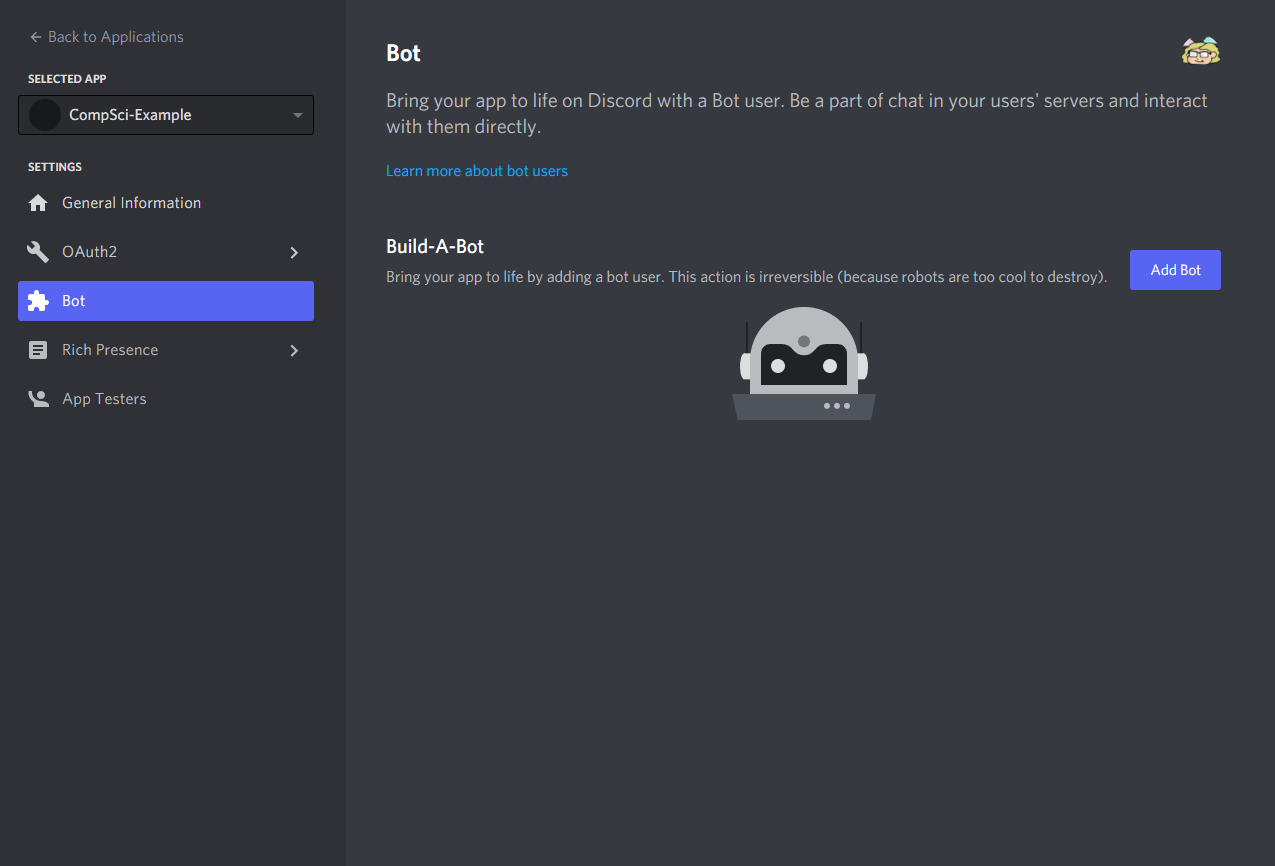 Back to Applications
SELECTED APP
CompSci-Example
SETTINGS
General Information
OAuth2
Bot
Rich Presence
App Testers
Bot
Bring your app to life on Discord with a Bot user. Be a part of chat in your users' servers and interact
with them directly.
Learn more about bot users
Build-A-Bot
Bring your app to life by adding a bot user. This action is irreversible (because robots are too cool to destroy).
Add Bot